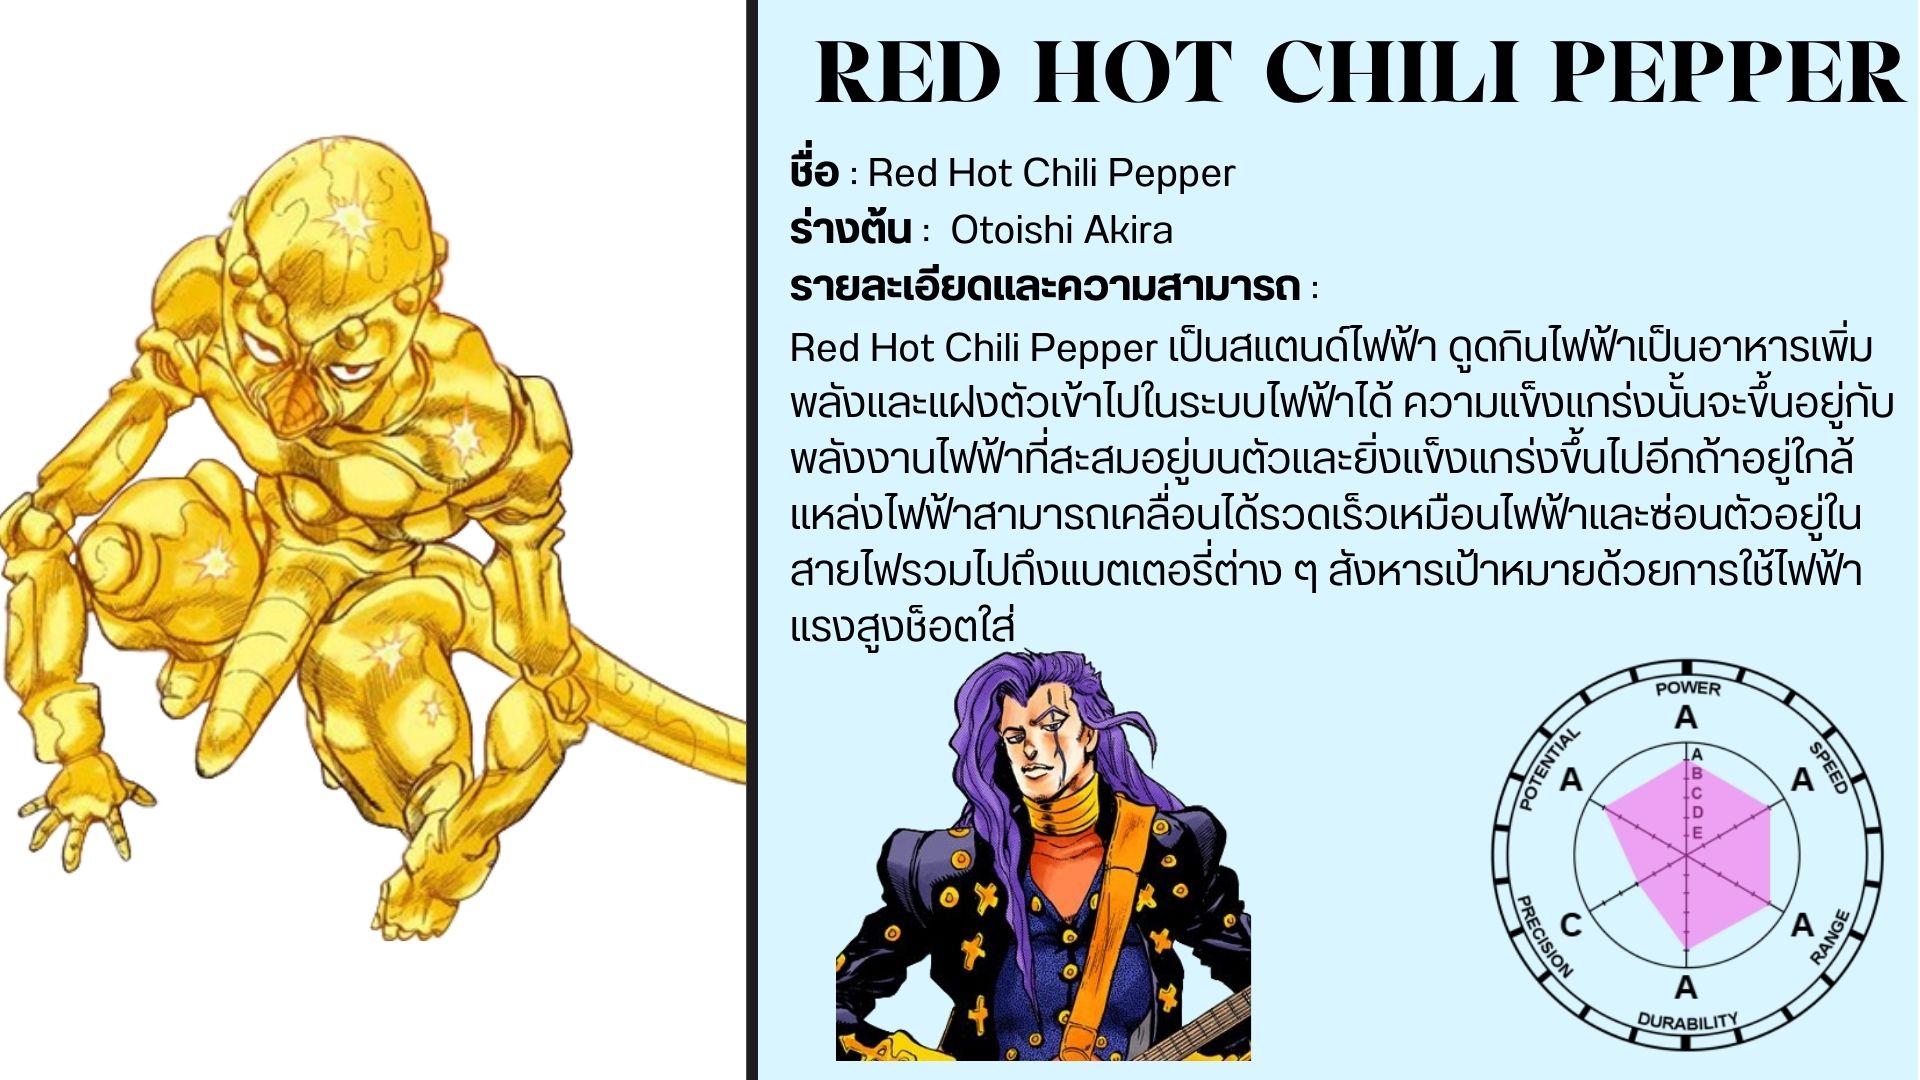 RED HOT CHILI PEPPER
ชื่อ : Red Hot Chili Pepper
ร่างต้น : Otoishi Akira
รายละเอียดและความสามารถ :
Red Hot Chili Pepper เป็นสแตนด์ไฟฟ้า ดูดกินไฟฟ้าเป็นอาหารเพิ่ม
พลังและแฝงตัวเข้าไปในระบบไฟฟ้าได้ ความแข็งแกร่งนั้นจะขึ้นอยู่กับ
พลังงานไฟฟ้าที่สะสมอยู่บนตัวและยิ่งแข็งแกร่งขึ้นไปอีกถ้าอยู่ใกล้
แหล่งไฟฟ้าสามารถเคลื่อนได้รวดเร็วเหมือนไฟฟ้าและซ่อนตัวอยู่ใน
สายไฟรวมไปถึงแบตเตอรี่ต่าง ๆ สังหารเป้าหมายด้วยการใช้ไฟฟ้า
แรงสูงช็อตใส่
POWER
A
SPEED
A
RANGE
A
DURABILITY
A
PRECISION
C
POTENTIAL
A
A
B
C
D
E